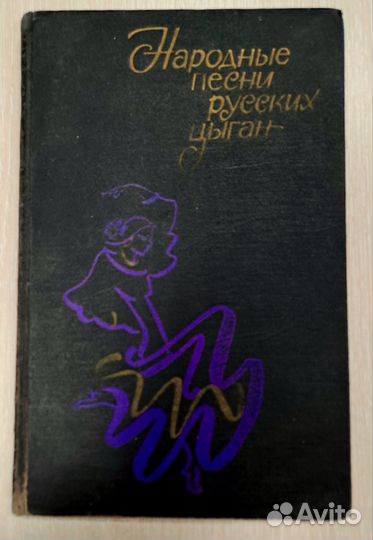 Народные
песни
русских
цыган
Avito